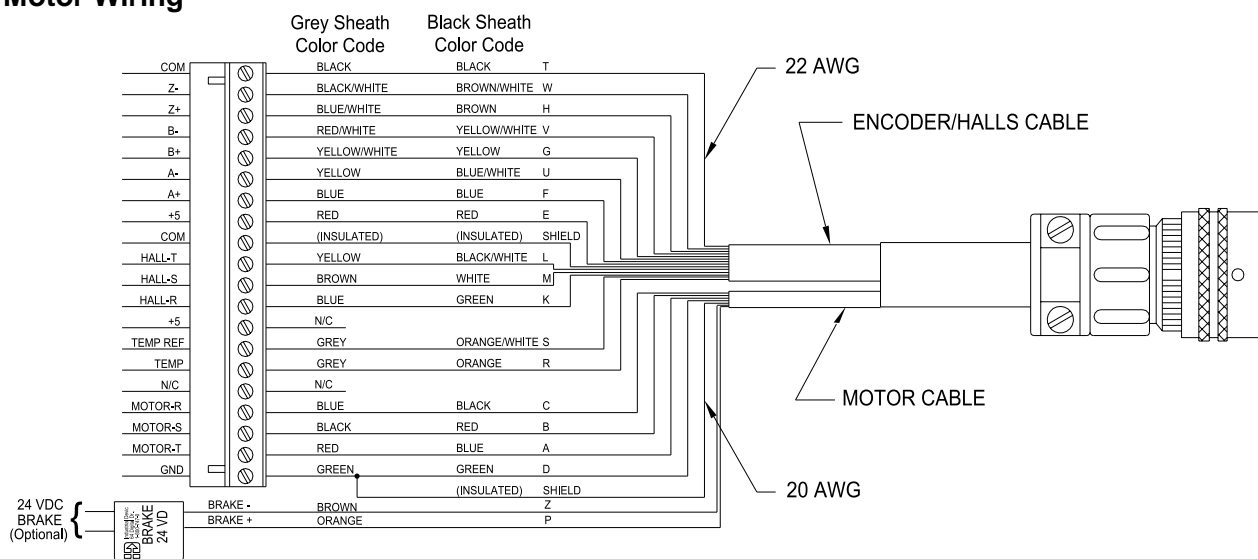 Motor Wiring
Grey Sheath Color Code
Black Sheath Color Code
COM BLACK BLACK T
Z- BLACK/WHITE BROWN/WHITE W
Z+ BLUE/WHITE BROWN H
B- RED/WHITE YELLOW/WHITE V
B+ YELLOW/WHITE YELLOW G
A- YELLOW BLUE/WHITE U
A+ BLUE BLUE F
+5 RED RED E
COM (INSULATED) (INSULATED) SHIELD
HALL-T YELLOW BLACK/WHITE L
HALL-S BROWN WHITE M
HALL-R BLUE GREEN K
+5 N/C
TEMP REF GREY ORANGE/WHITE S
TEMP GREY ORANGE R
N/C N/C
MOTOR-R BLUE BLACK C
MOTOR-S BLACK RED B
MOTOR-T RED BLUE A
GND GREEN GREEN D
(INSULATED) SHIELD
BRAKE - BROWN Z
BRAKE + ORANGE P
24 VDC
BRAKE
(Optional)
BRAKE
24 VD
22 AWG
ENCODER/HALLS CABLE
MOTOR CABLE
20 AWG